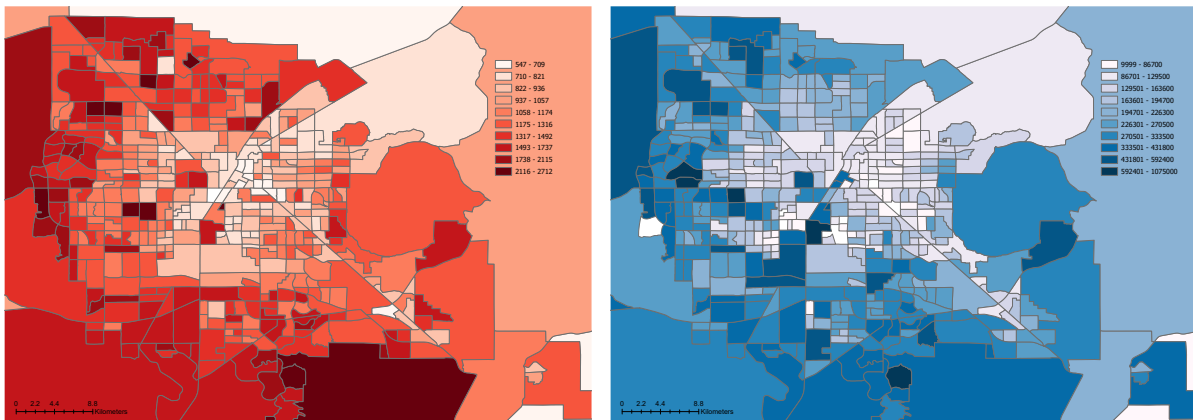 547 - 709
710 - 821
822 - 936
937 - 1057
1058 - 1174
1175 - 1316
1317 - 1492
1493 - 1737
1738 - 2115
2116 - 2712
0 2.2 4.4 8.8
Kilometers
9999 - 86700
86701 - 129500
129501 - 163600
163601 - 194700
194701 - 226300
226301 - 270500
270501 - 333500
333501 - 431800
431801 - 592400
592401 - 1075000
0 2.2 4.4 8.8
Kilometers